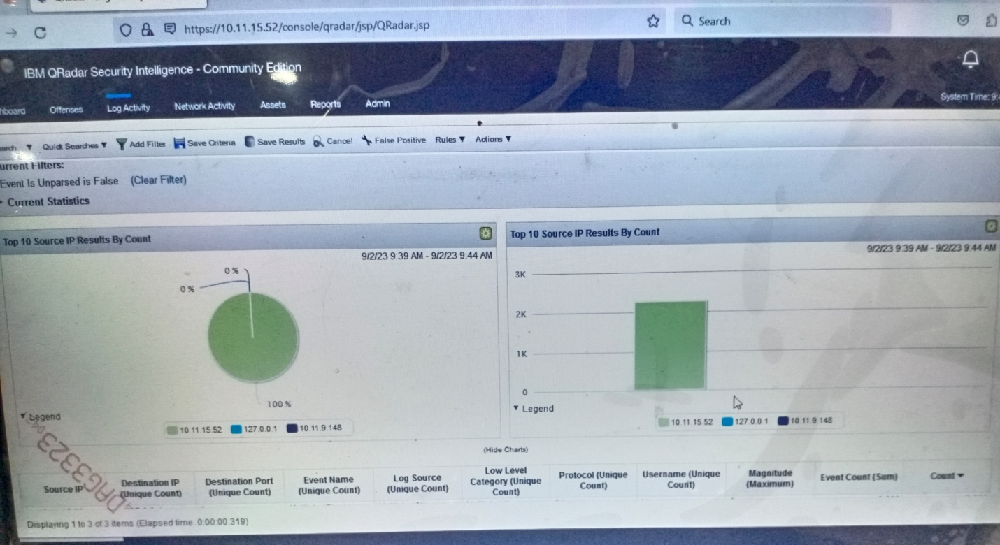 https://10.11.15.52/console/qradar/jsp/QRadar.jsp
Search
IBM QRadar Security Intelligence - Community Edition
System Time: 9:
hboard Offenses Log Activity Network Activity Assets Reports Admin
earch ▼ Quick Searches ▼ Add Filter Save Criteria Save Results Cancel False Positive Rules ▼ Actions ▼
urrent Filters:
Event Is Unparsed is False (Clear Filter)
Current Statistics
Top 10 Source IP Results By Count
9/2/23 9:39 AM - 9/2/23 9:44 AM
0 %
0 %
100 %
Legend
10.11.15.52 127.0.0.1 10.11.9.148
Top 10 Source IP Results By Count
9/2/23 9:39 AM - 9/2/23 9:44 AM
3K
2K
1K
0
Legend
10.11.15.52 127.0.0.1 10.11.9.148
(Hide Charts)
Source IP
Destination IP
(Unique Count)
Destination Port
(Unique Count)
Event Name
(Unique Count)
Log Source
(Unique Count)
Low Level
Category (Unique
Count)
Protocol (Unique
Count)
Username (Unique
Count)
Magnitude
(Maximum)
Event Count (Sum)
Count ▼
Displaying 1 to 3 of 3 items (Elapsed time: 0:00:00.319)